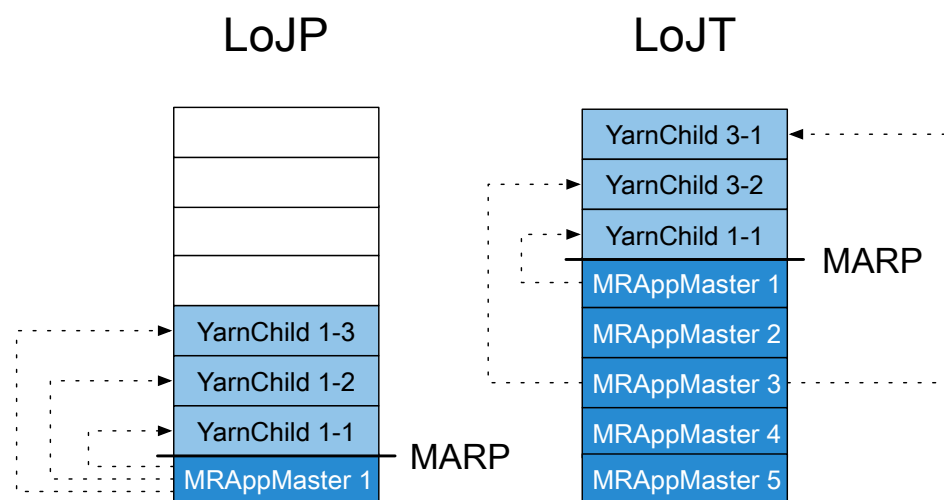 LoJP
YarnChild 1-3
YarnChild 1-2
YarnChild 1-1
MARP
MRAppMaster 1
LoJT
YarnChild 3-1
YarnChild 3-2
YarnChild 1-1
MARP
MRAppMaster 1
MRAppMaster 2
MRAppMaster 3
MRAppMaster 4
MRAppMaster 5